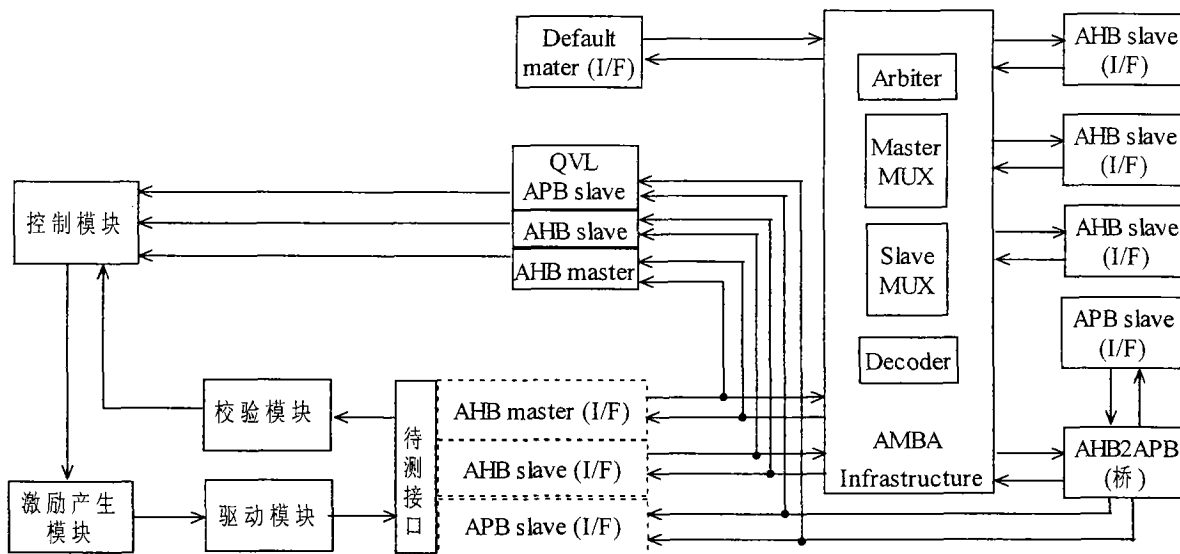 Default
mater (I/F)
Arbiter
Master
MUX
Slave
MUX
Decoder
AMBA
Infrastructure
AHB slave
(I/F)
AHB slave
(I/F)
AHB slave
(I/F)
APB slave
(I/F)
AHB2APB
(桥)
QVL
APB slave
AHB slave
AHB master
控制模块
校验模块
激励产生
模块
驱动模块
待
测
接
口
AHB master (I/F)
AHB slave (I/F)
APB slave (I/F)